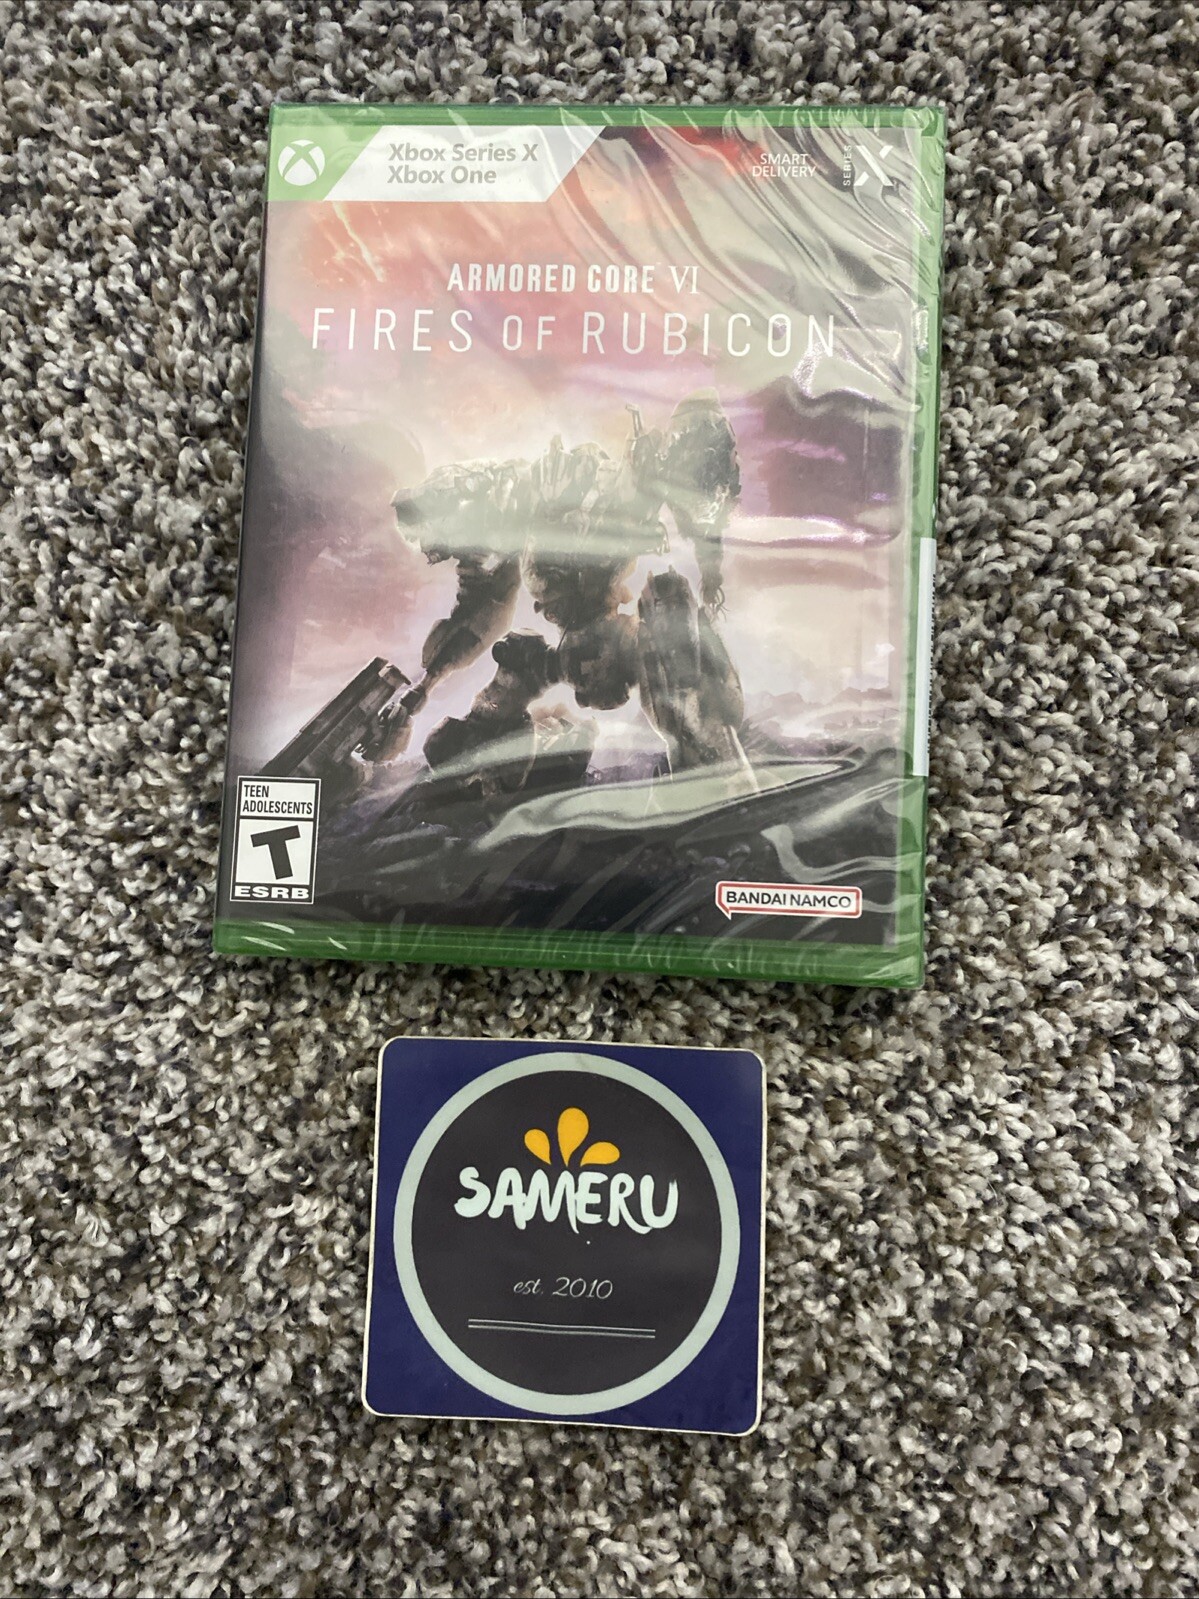 Xbox Series X
Xbox One
SMART
DELIVERY
SERIES X
ARMORED CORE VI
FIRES OF RUBICON
TEEN
ADOLESCENTS
T
ESRB
BANDAI NAMCO
SAMERU
est. 2010